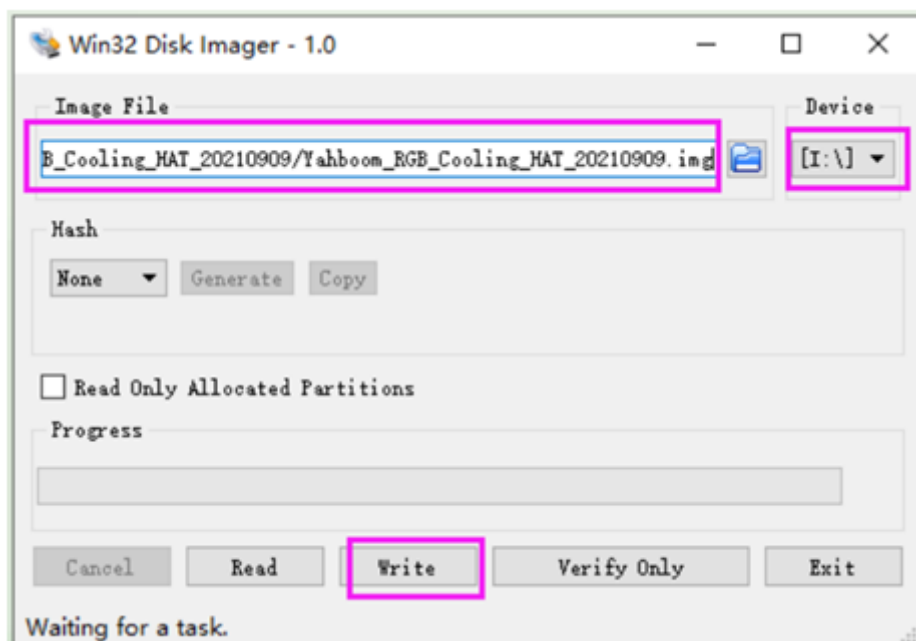 Win32 Disk Imager - 1.0
Image File
Device
B_Cooling_HAT_20210909/Yahboom_RGB_Cooling_HAT_20210909.img
[I:\]
Hash
None
Generate
Copy
Read Only Allocated Partitions
Progress
Cancel
Read
Write
Verify Only
Exit
Waiting for a task.